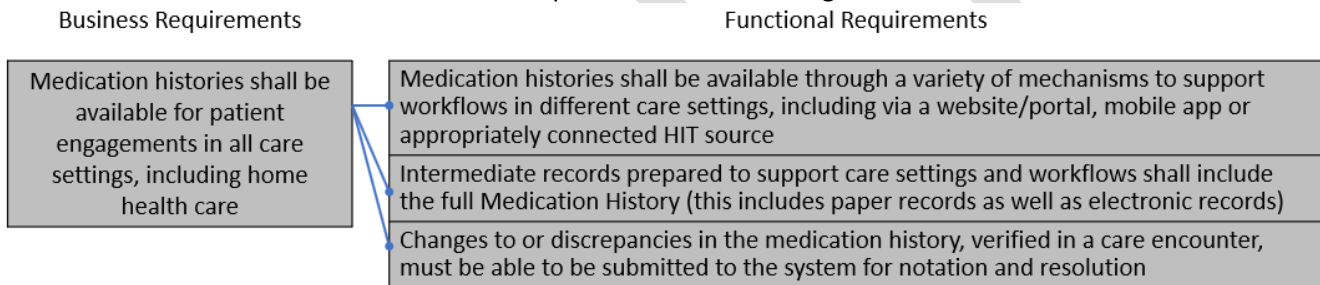 Business Requirements
Functional Requirements
Medication histories shall be
available for patient
engagements in all care
settings, including home
health care
Medication histories shall be available through a variety of mechanisms to support
workflows in different care settings, including via a website/portal, mobile app or
appropriately connected HIT source
Intermediate records prepared to support care settings and workflows shall include
the full Medication History (this includes paper records as well as electronic records)
Changes to or discrepancies in the medication history, verified in a care encounter,
must be able to be submitted to the system for notation and resolution